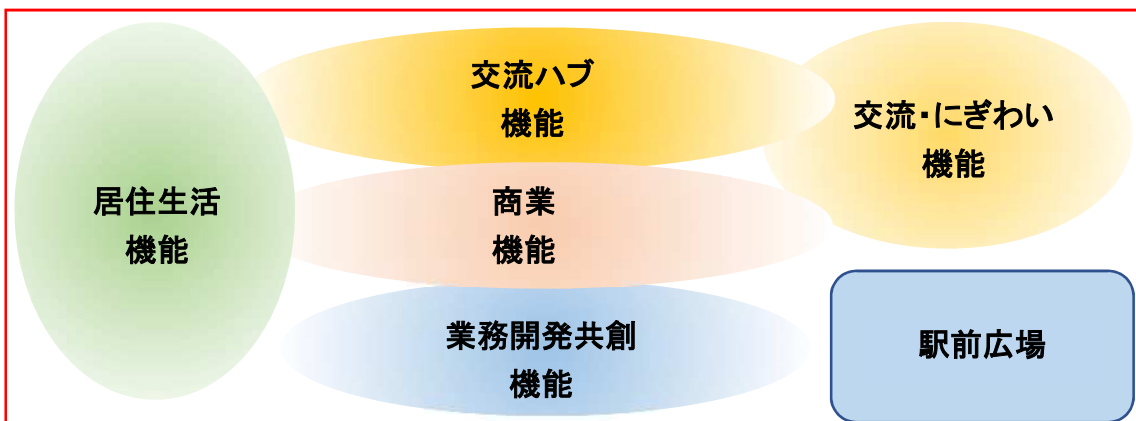 交流ハブ
機能
交流・にぎわい
機能
居住生活
機能
商業
機能
業務開発共創
機能
駅前広場